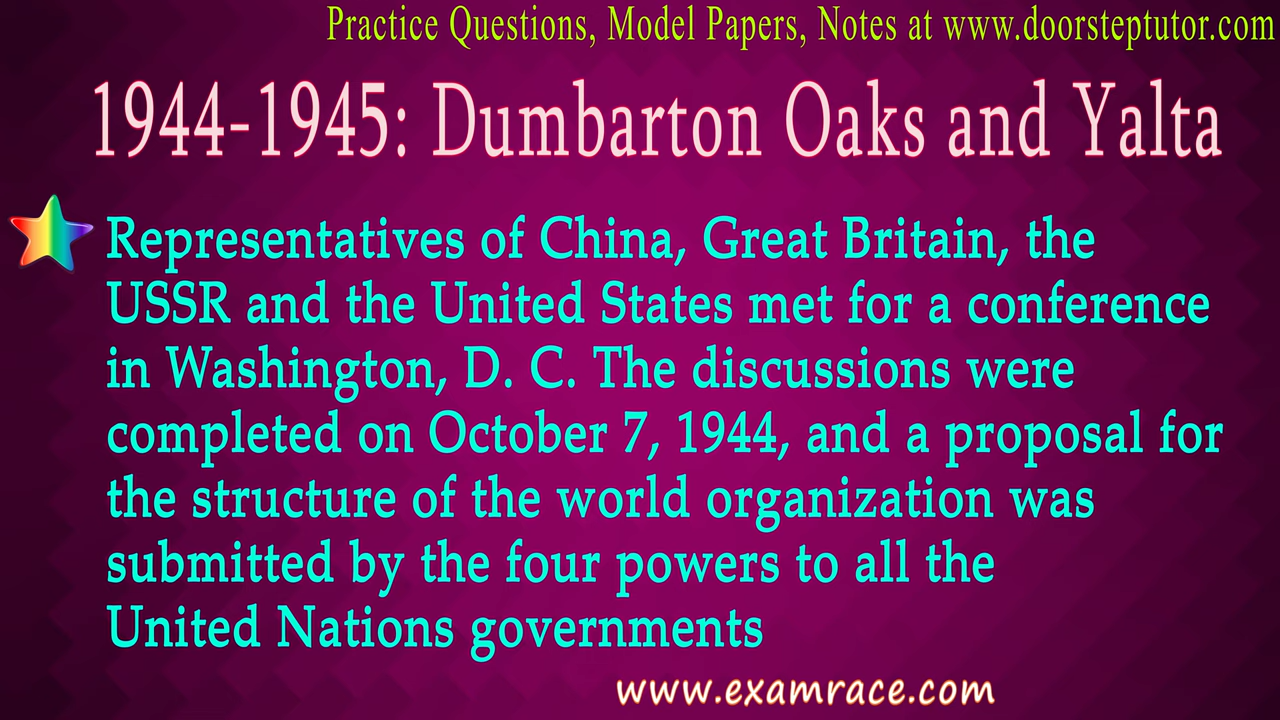 Practice Questions, Model Papers, Notes at www.doorsteptutor.com
1944-1945: Dumbarton Oaks and Yalta
Representatives of China, Great Britain, the
USSR and the United States met for a conference
in Washington, D. C. The discussions were
completed on October 7, 1944, and a proposal for
the structure of the world organization was
submitted by the four powers to all the
United Nations governments
www.examrace.com